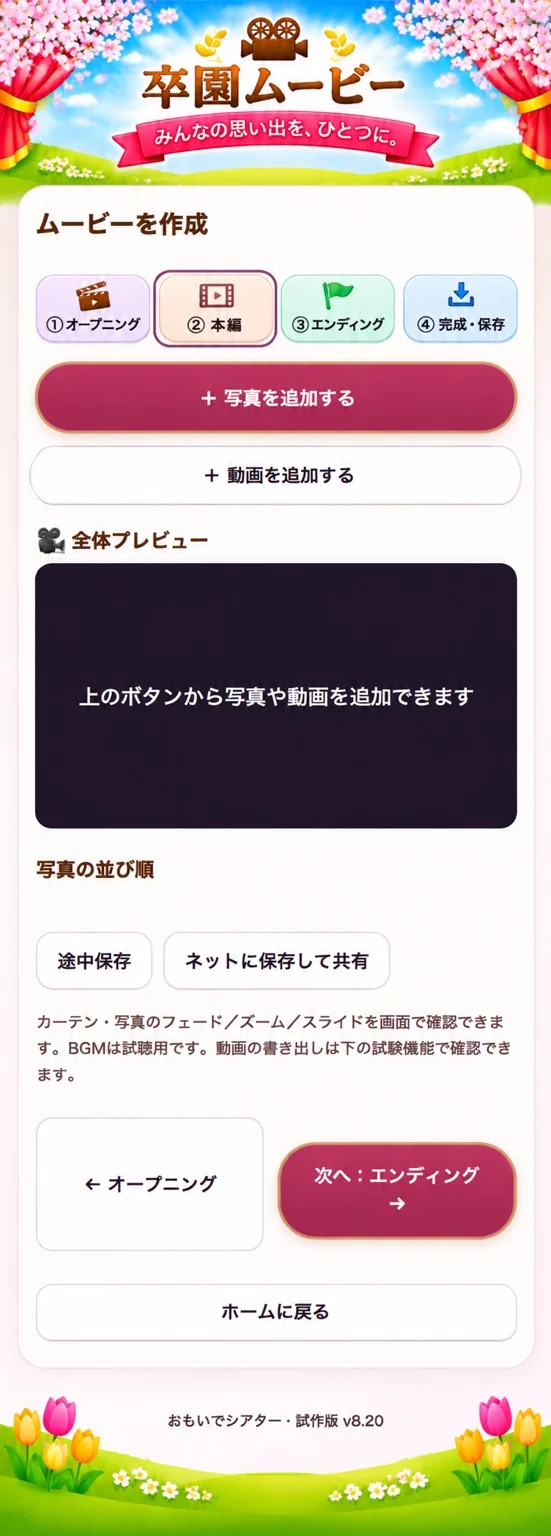 卒園ムービー
みんなの思い出を、ひとつに。
ムービーを作成
①オープニング
② 本編
③エンディング
④ 完成・保存
＋ 写真を追加する
＋ 動画を追加する
全体プレビュー
上のボタンから写真や動画を追加できます
写真の並び順
途中保存
ネットに保存して共有
カーテン・写真のフェード／ズーム／スライドを画面で確認できま
す。BGMは試聴用です。動画の書き出しは下の試験機能で確認でき
ます。
← オープニング
次へ：エンディング
→
ホームに戻る
おもいでシアター・試作版 v8.20